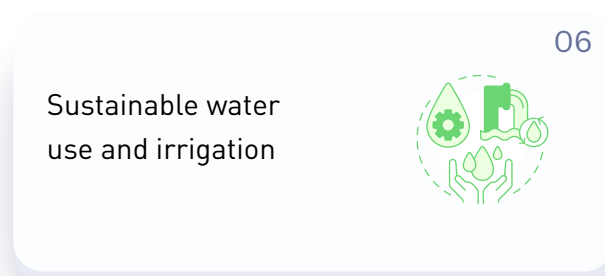 06
Sustainable water
use and irrigation